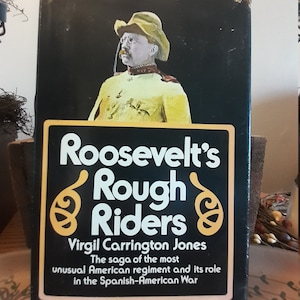 Roosevelt's
Rough
Riders
Virgil Carrington Jones
The saga of the most
unusual American regiment and its role
in the Spanish-American War